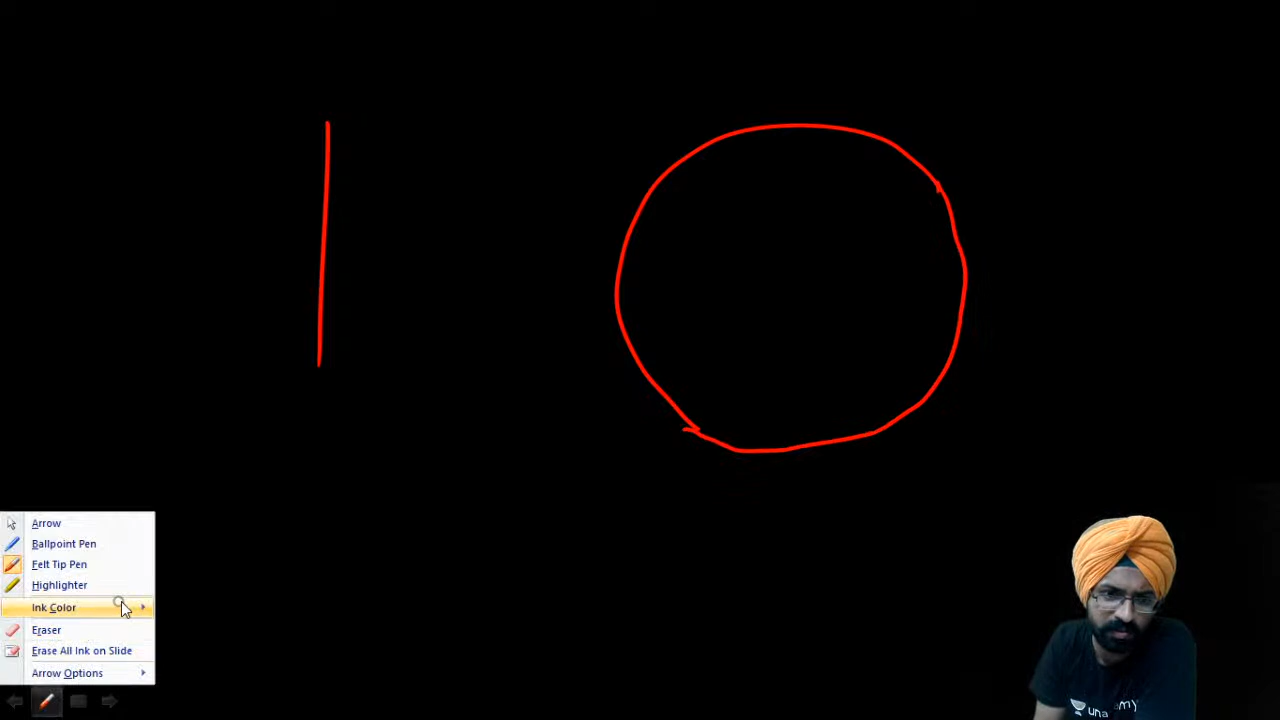 Arrow
Ballpoint Pen
Felt Tip Pen
Highlighter
Ink Color
Eraser
Erase All Ink on Slide
Arrow Options